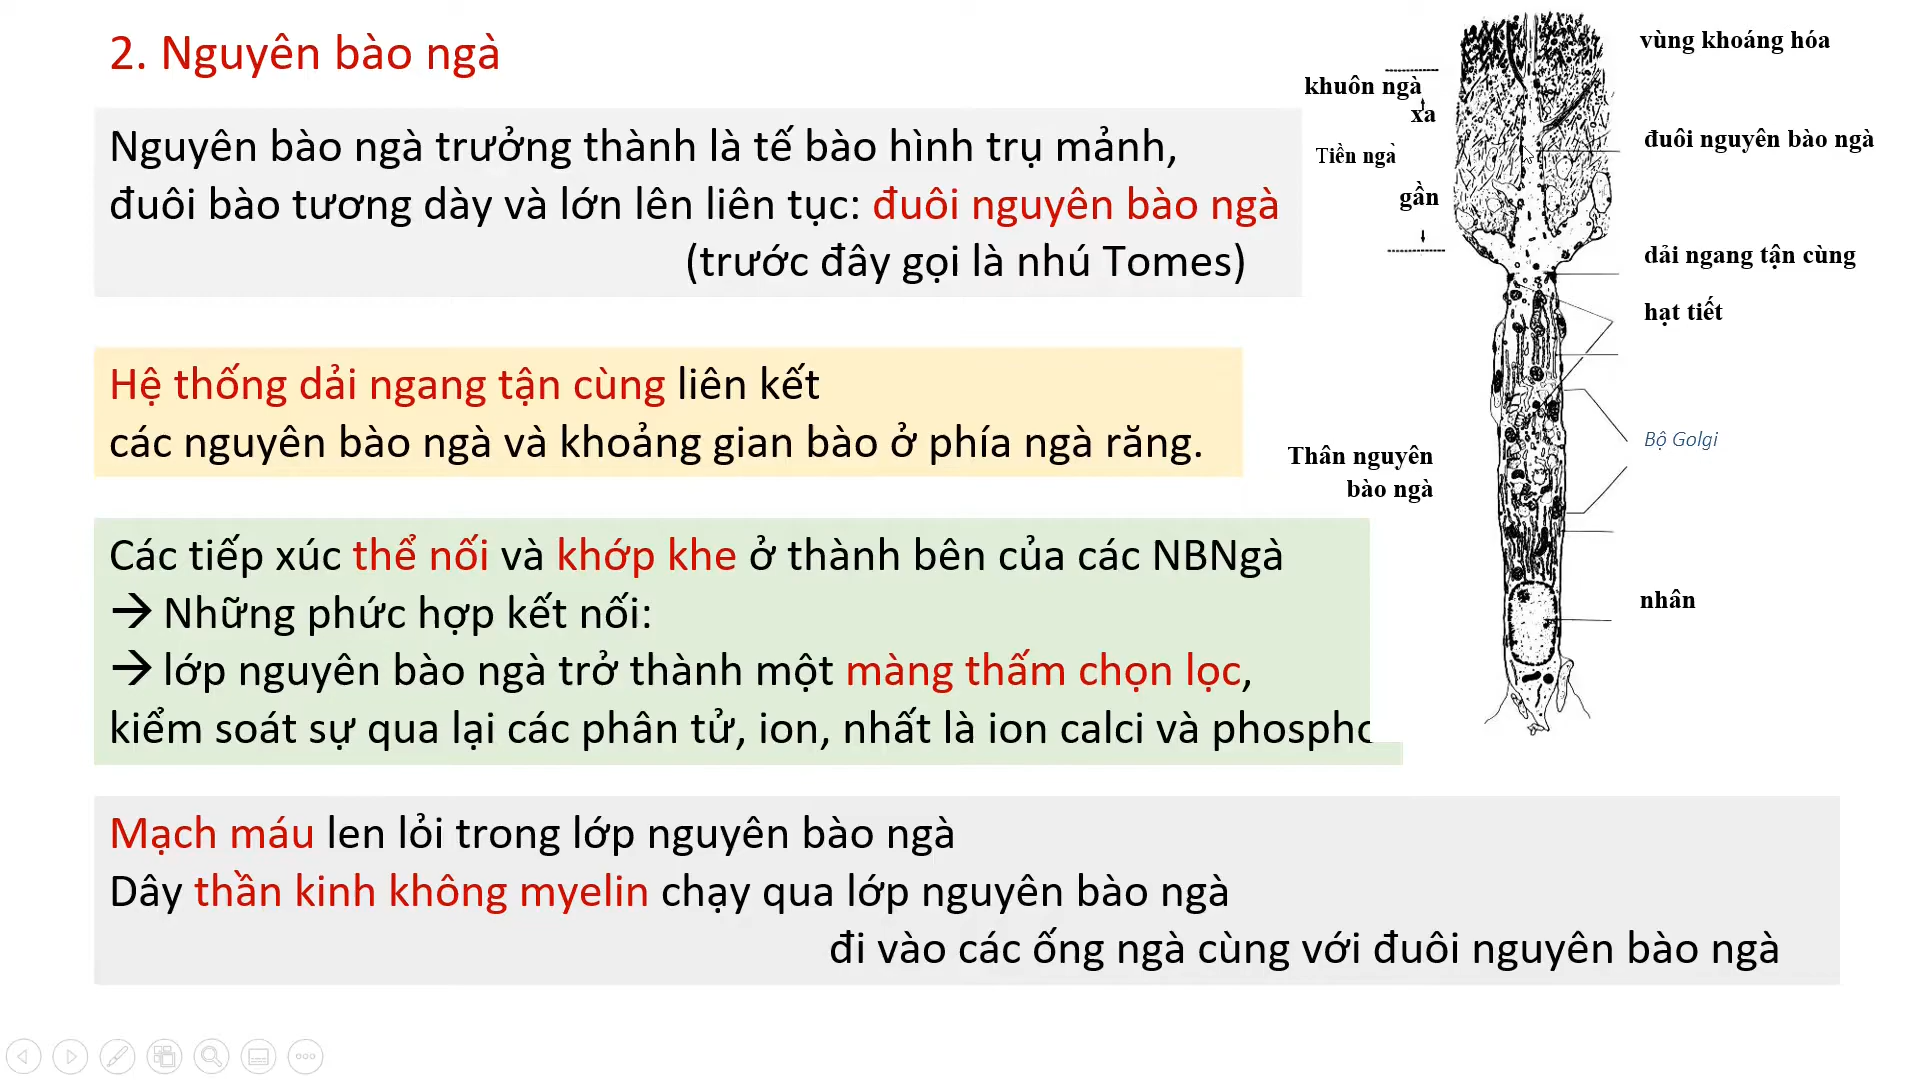 2. Nguyên bào ngà
Nguyên bào ngà trưởng thành là tế bào hình trụ mảnh,
đuôi bào tương dày và lớn lên liên tục: đuôi nguyên bào ngà
(trước đây gọi là nhú Tomes)
Hệ thống dải ngang tận cùng liên kết
các nguyên bào ngà và khoảng gian bào ở phía ngà răng.
Các tiếp xúc thể nối và khớp khe ở thành bên của các NBNgà
→ Những phức hợp kết nối:
→ lớp nguyên bào ngà trở thành một màng thấm chọn lọc,
kiểm soát sự qua lại các phân tử, ion, nhất là ion calci và phospho
Mạch máu len lỏi trong lớp nguyên bào ngà
Dây thần kinh không myelin chạy qua lớp nguyên bào ngà
đi vào các ống ngà cùng với đuôi nguyên bào ngà
vùng khoáng hóa
khuôn ngà
xa
Tiền ngà
gần
đuôi nguyên bào ngà
dải ngang tận cùng
hạt tiết
Bộ Golgi
Thân nguyên
bào ngà
nhân